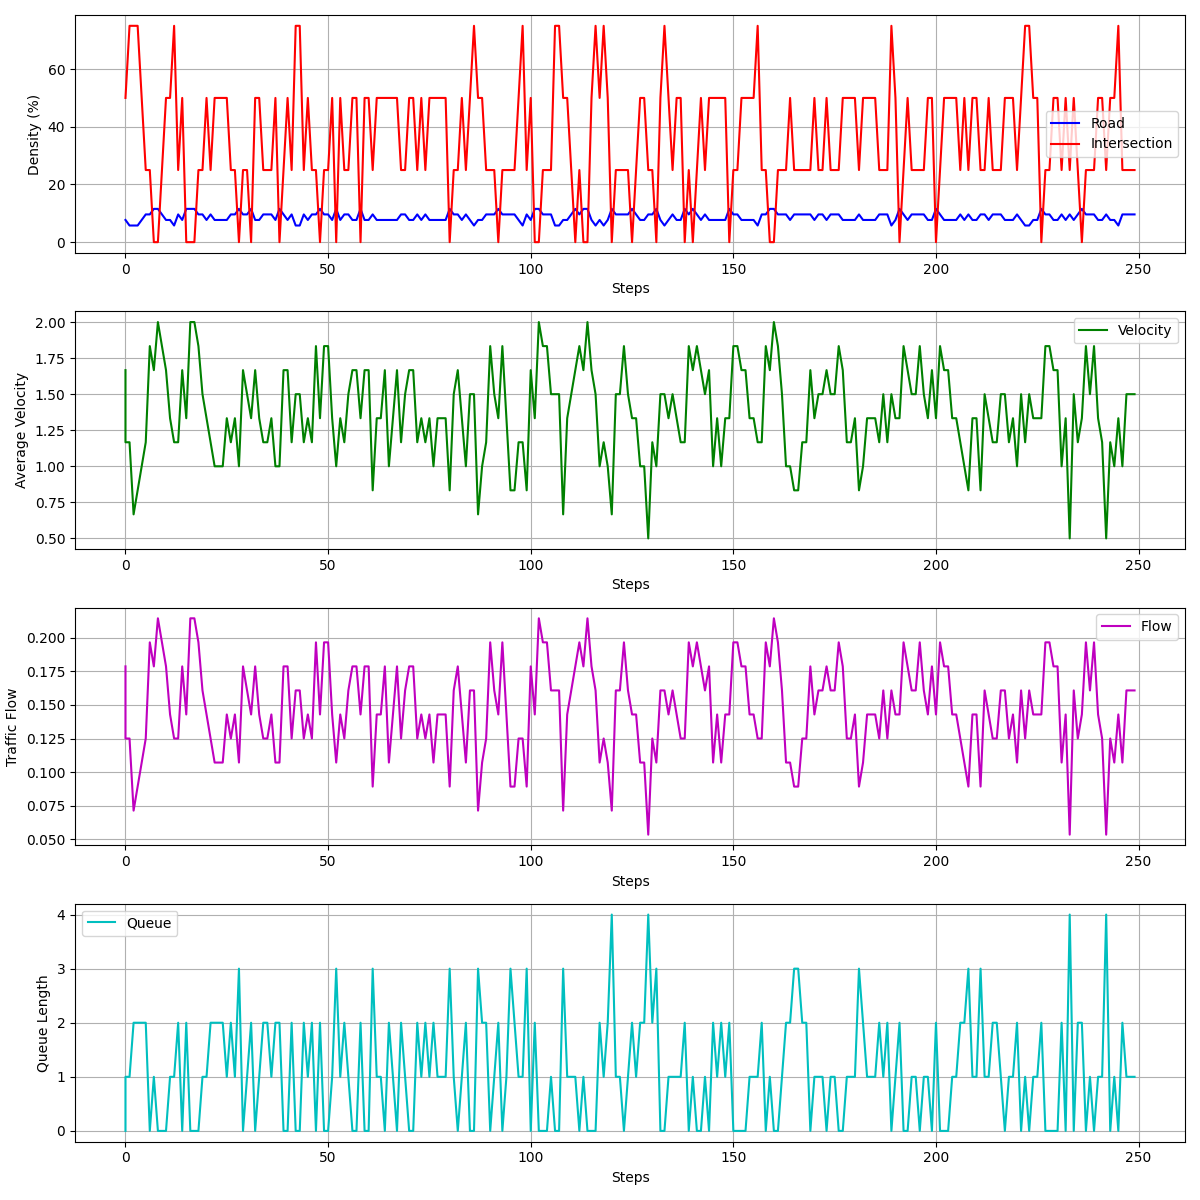 Density (%)
60
40
20
0
Road
Intersection
0 50 100 150 200 250
Steps
Average Velocity
2.00
1.75
1.50
1.25
1.00
0.75
0.50
Velocity
0 50 100 150 200 250
Steps
Traffic Flow
0.200
0.175
0.150
0.125
0.100
0.075
0.050
Flow
0 50 100 150 200 250
Steps
Queue Length
4
3
2
1
0
Queue
0 50 100 150 200 250
Steps